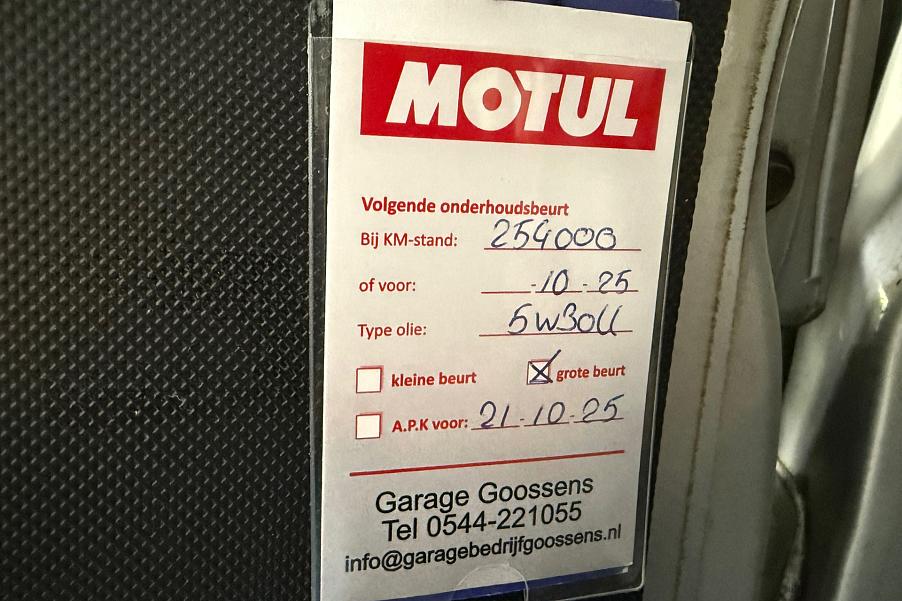 MOTUL
Volgende onderhoudsbeurt
Bij KM-stand: 254000
of voor: -10-25
Type olie: 5W30LL
kleine beurt ☒ grote beurt
A.P.K voor: 21-10-25
Garage Goossens
Tel 0544-221055
info@garagebedrijfgoossens.nl